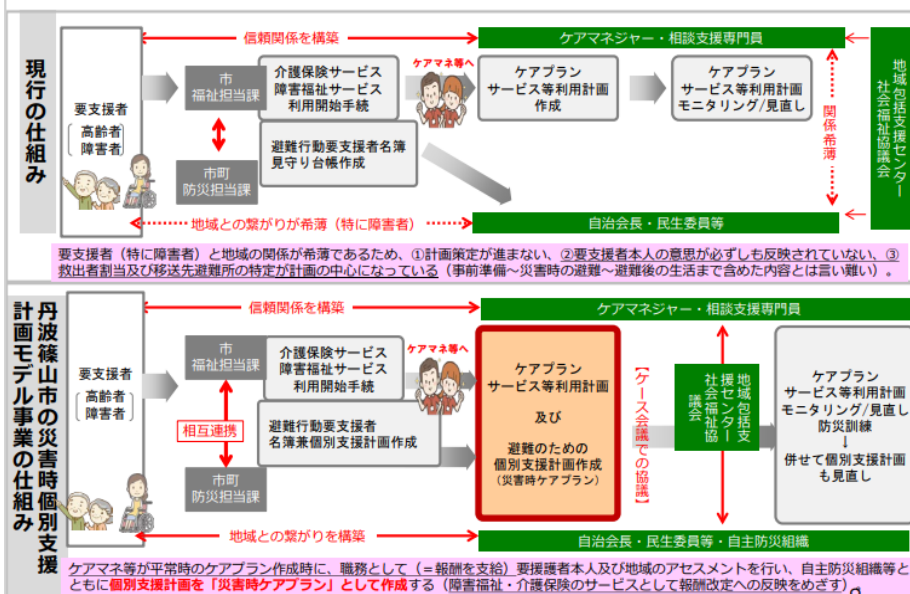 現行の仕組み
信頼関係を構築
ケアマネジャー・相談支援専門員
要支援者
高齢者
障害者
市
福祉担当課
介護保険サービス
障害福祉サービス
利用開始手続
ケアマネ等へ
ケアプラン
サービス等利用計画
作成
ケアプラン
サービス等利用計画
モニタリング/見直し
関係希薄
地域包括支援センター
社会福祉協議会
市町
防災担当課
避難行動要支援者名簿
見守り台帳作成
地域との繋がりが希薄（特に障害者）
自治会長・民生委員等
要支援者（特に障害者）と地域の関係が希薄であるため、①計画策定が進まない、②要支援者本人の意思が必ずしも反映されていない、③
救出者割当及び移送先避難所の特定が計画の中心になっている（事前準備～災害時の避難～避難後の生活まで含めた内容とは言い難い）。
丹波篠山市の災害時個別支援
計画モデル事業の仕組み
信頼関係を構築
ケアマネジャー・相談支援専門員
要支援者
高齢者
障害者
市
福祉担当課
介護保険サービス
障害福祉サービス
利用開始手続
ケアマネ等へ
相互連携
市町
防災担当課
避難行動要支援者
名簿兼個別支援計画作成
ケアプラン
サービス等利用計画
及び
避難のための
個別支援計画作成
（災害時ケアプラン）
【ケース会議での協議】
地域包括支
援センター
社会福祉協
議会
ケアプラン
サービス等利用計画
モニタリング/見直し
防災訓練
↓
併せて個別支援計画
も見直し
地域との繋がりを構築
自治会長・民生委員等・自主防災組織
ケアマネ等が平常時のケアプラン作成時に、職務として（＝報酬を支給）要援護者本人及び地域のアセスメントを行い、自主防災組織等と
ともに個別支援計画を「災害時ケアプラン」として作成する（障害福祉・介護保険のサービスとして報酬改定への反映をめざす）